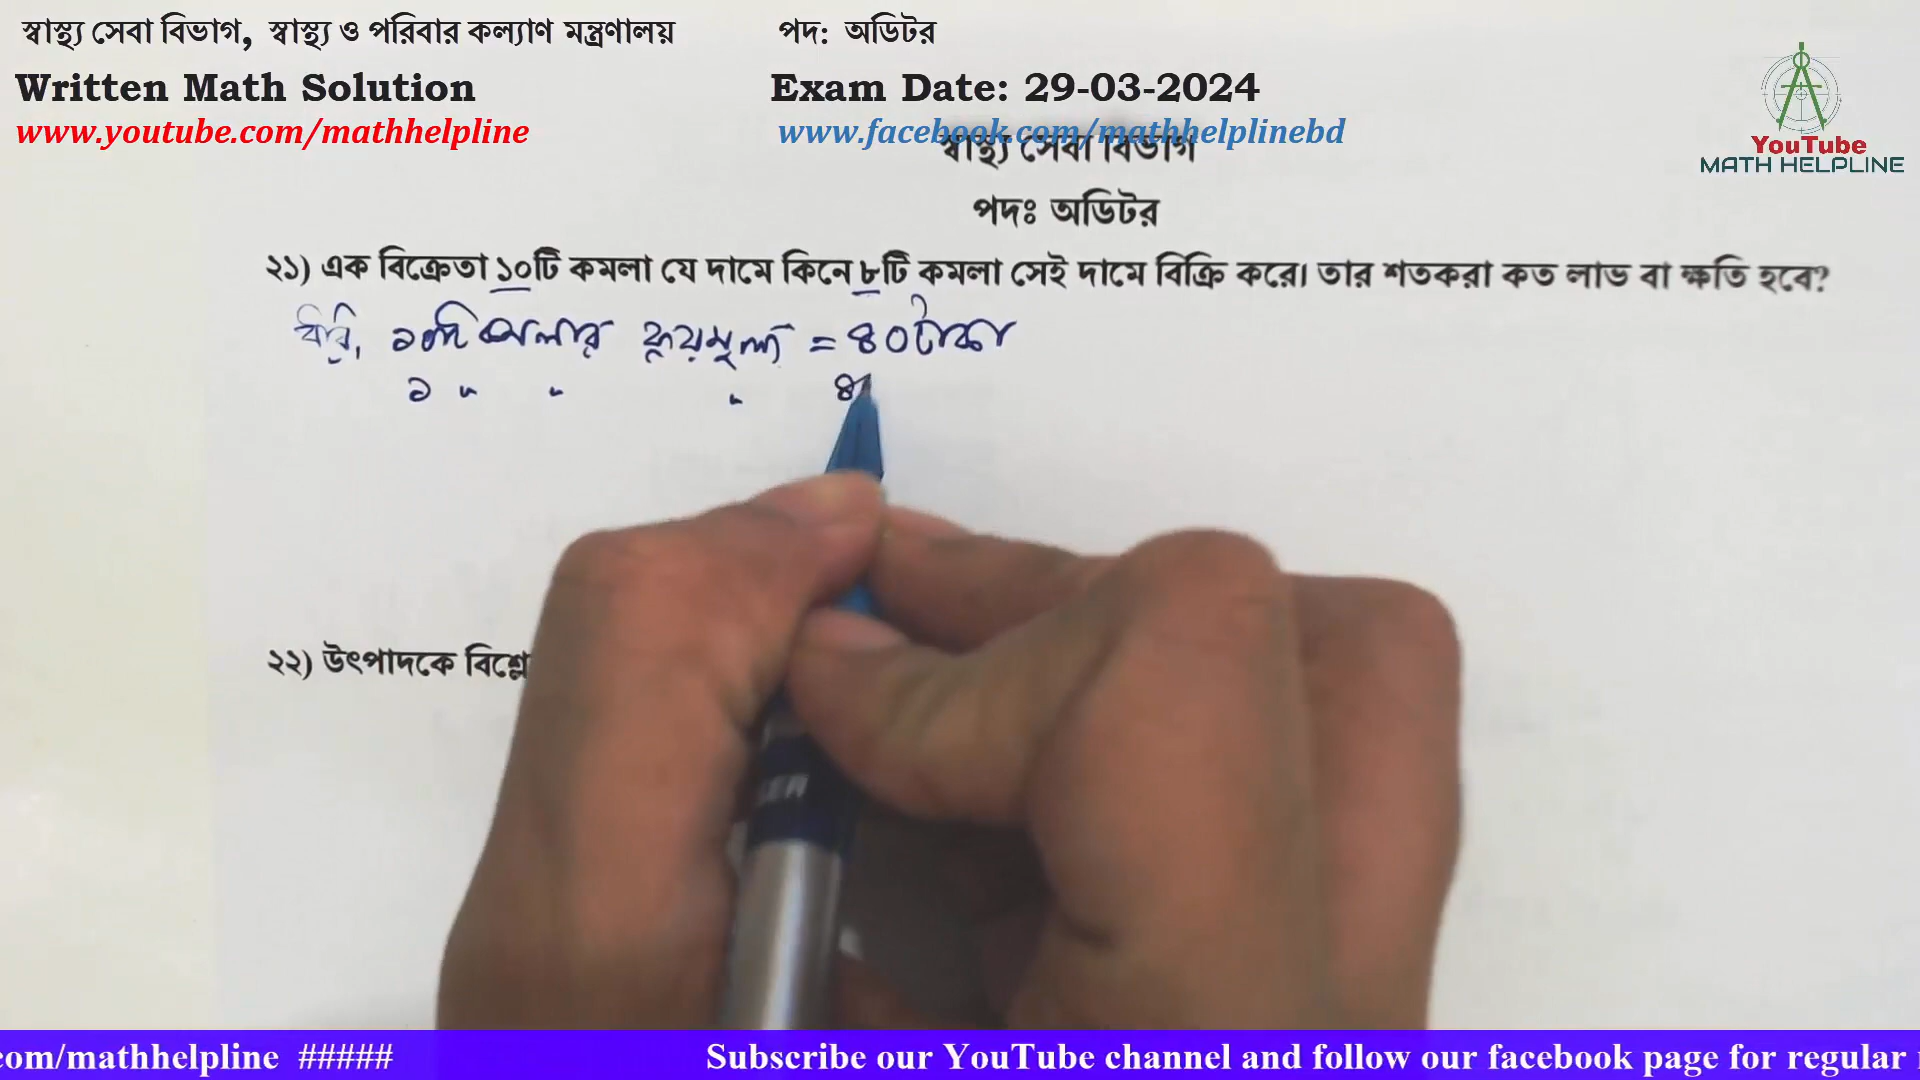 স্বাস্থ্য সেবা বিভাগ, স্বাস্থ্য ও পরিবার কল্যাণ মন্ত্রণালয় পদ: অডিটর
Written Math Solution Exam Date: 29-03-2024
www.youtube.com/mathhelpline www.facebook.com/mathhelplinebd
YouTube
MATH HELPLINE
স্বাস্থ্য সেবা বিভাগ
পদঃ অডিটর
২১) এক বিক্রেতা ১০টি কমলা যে দামে কিনে ৮টি কমলা সেই দামে বিক্রি করে। তার শতকরা কত লাভ বা ক্ষতি হবে?
ধরি, ১০টি কমলার ক্রয়মূল্য = ৪০ টাকা
১ " " " ৪
২২) উৎপাদকে বিশ্লে
com/mathhelpline ##### Subscribe our YouTube channel and follow our facebook page for regular